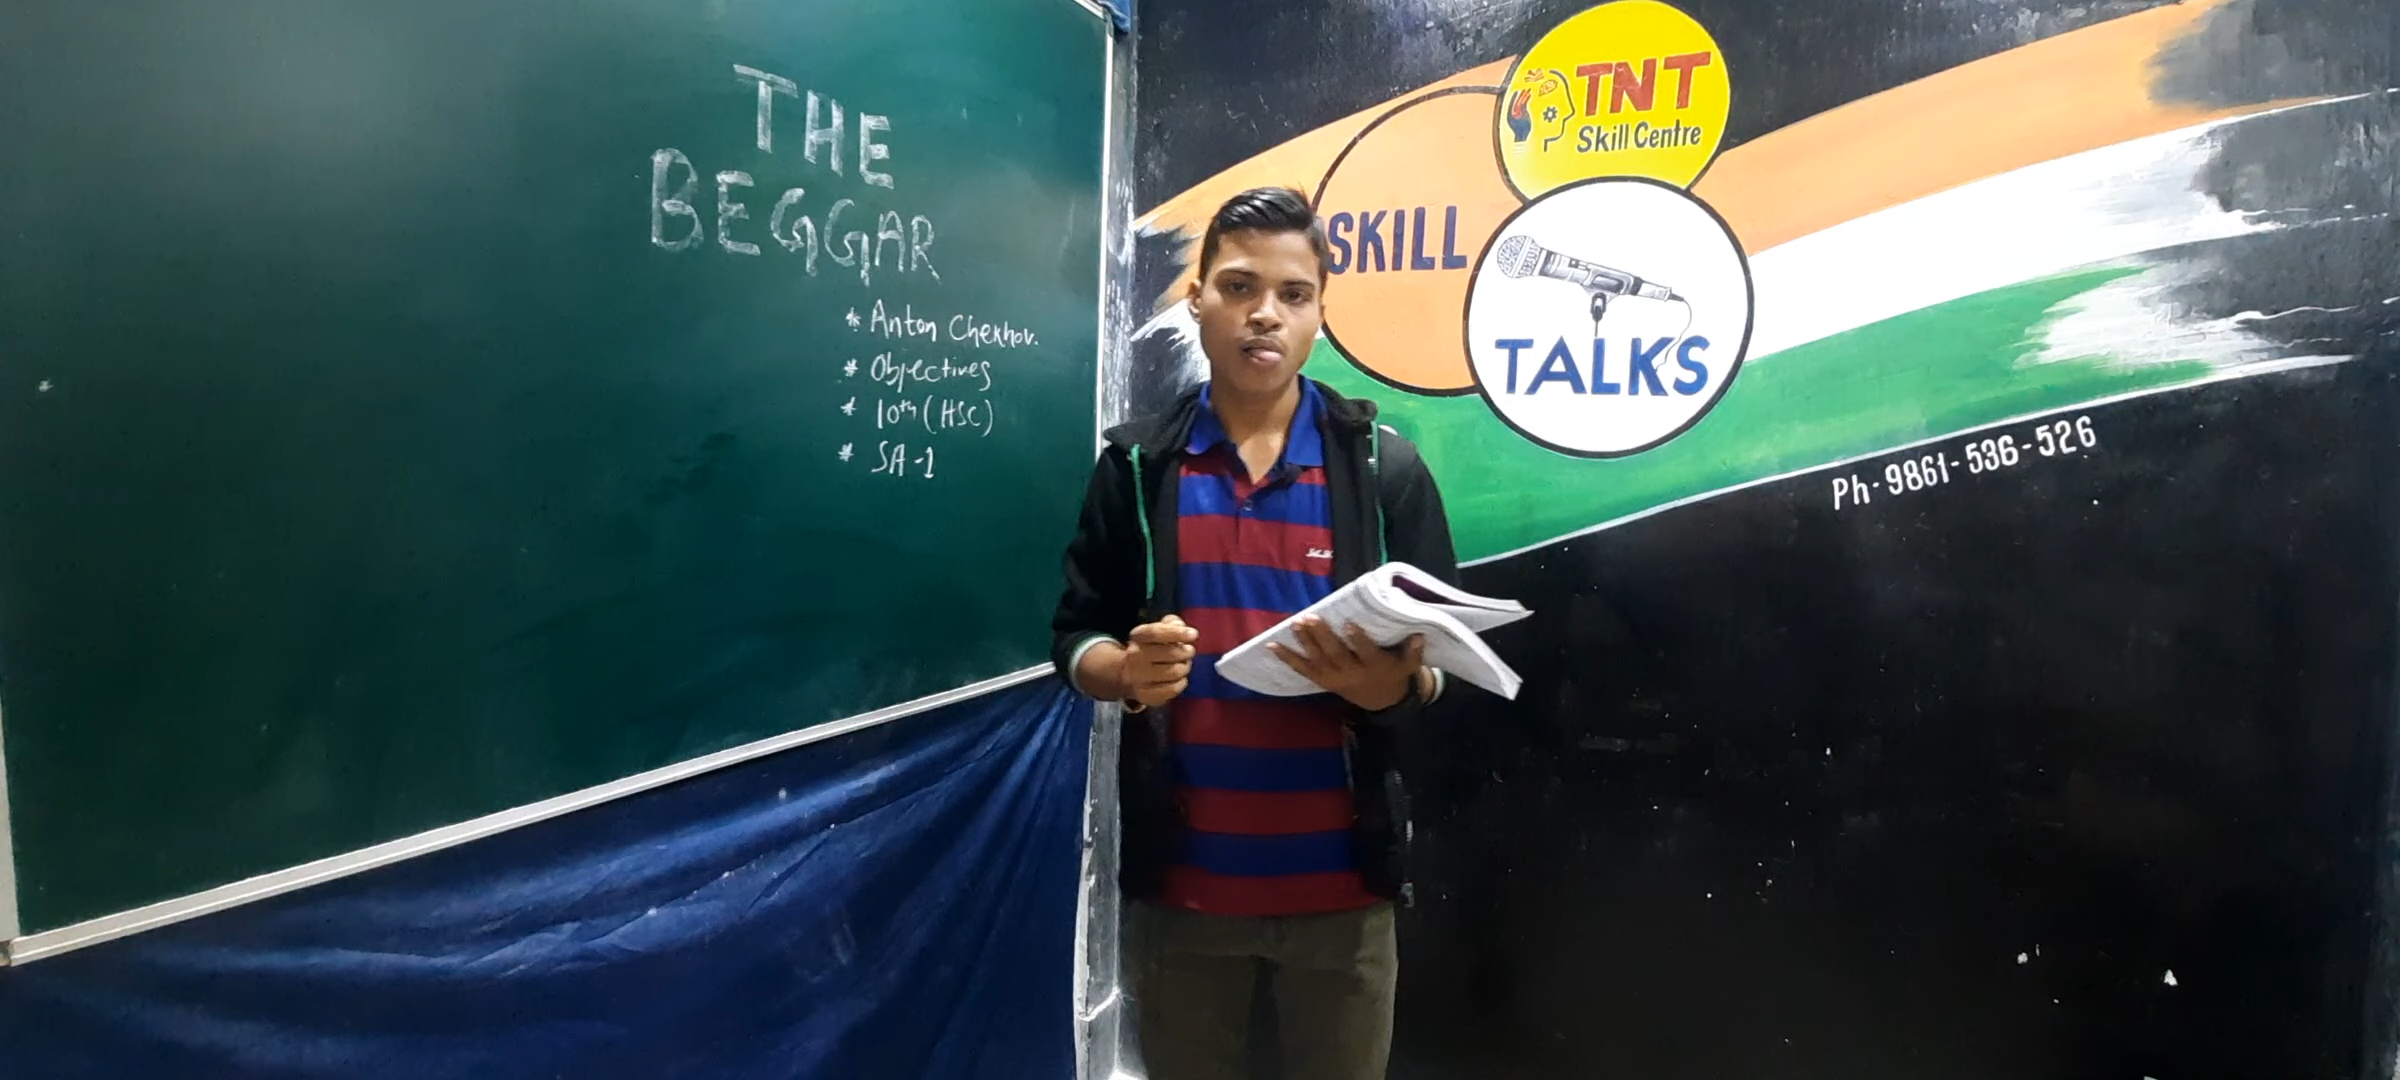 THE
BEGGAR
* Anton Chekhov.
* Objectives
* 10th (HSC)
* SA-1
TNT
Skill Centre
SKILL
TALKS
Ph-9861-536-526